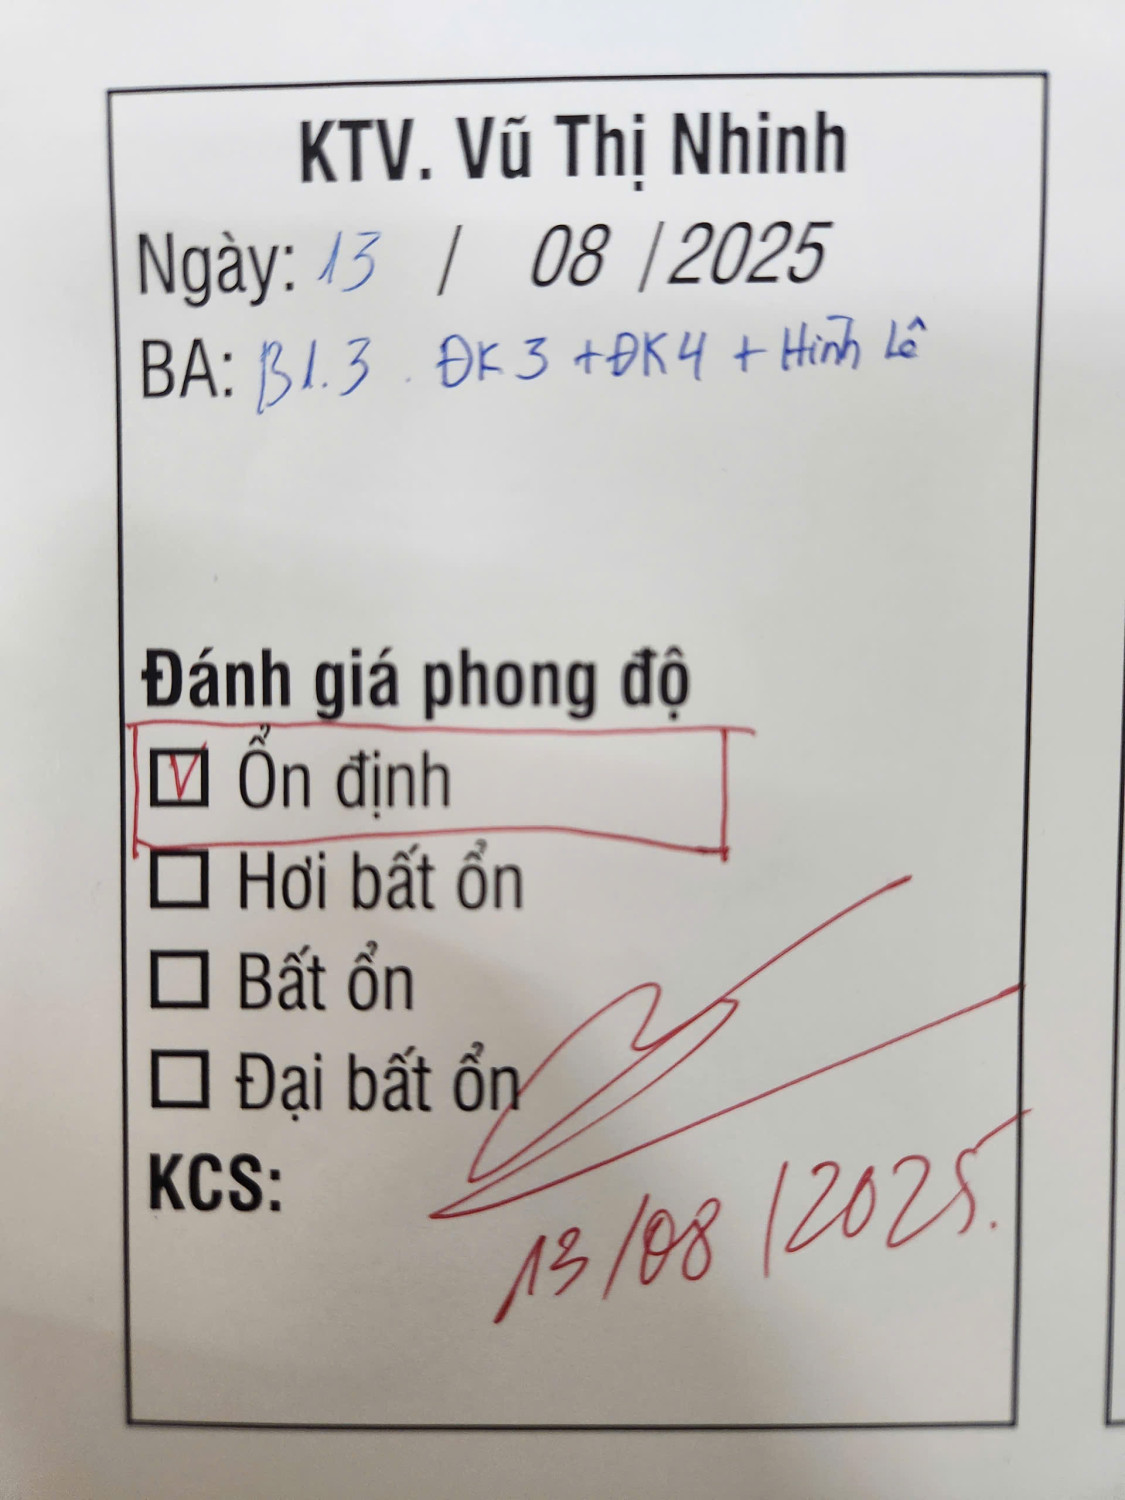 KTV. Vũ Thị Nhinh
Ngày: 13 / 08 / 2025
BA: B1.3 . ĐK3 + ĐK4 + Hình Lê
Đánh giá phong độ
Ổn định
Hơi bất ổn
Bất ổn
Đại bất ổn
KCS:
13/08/2025.